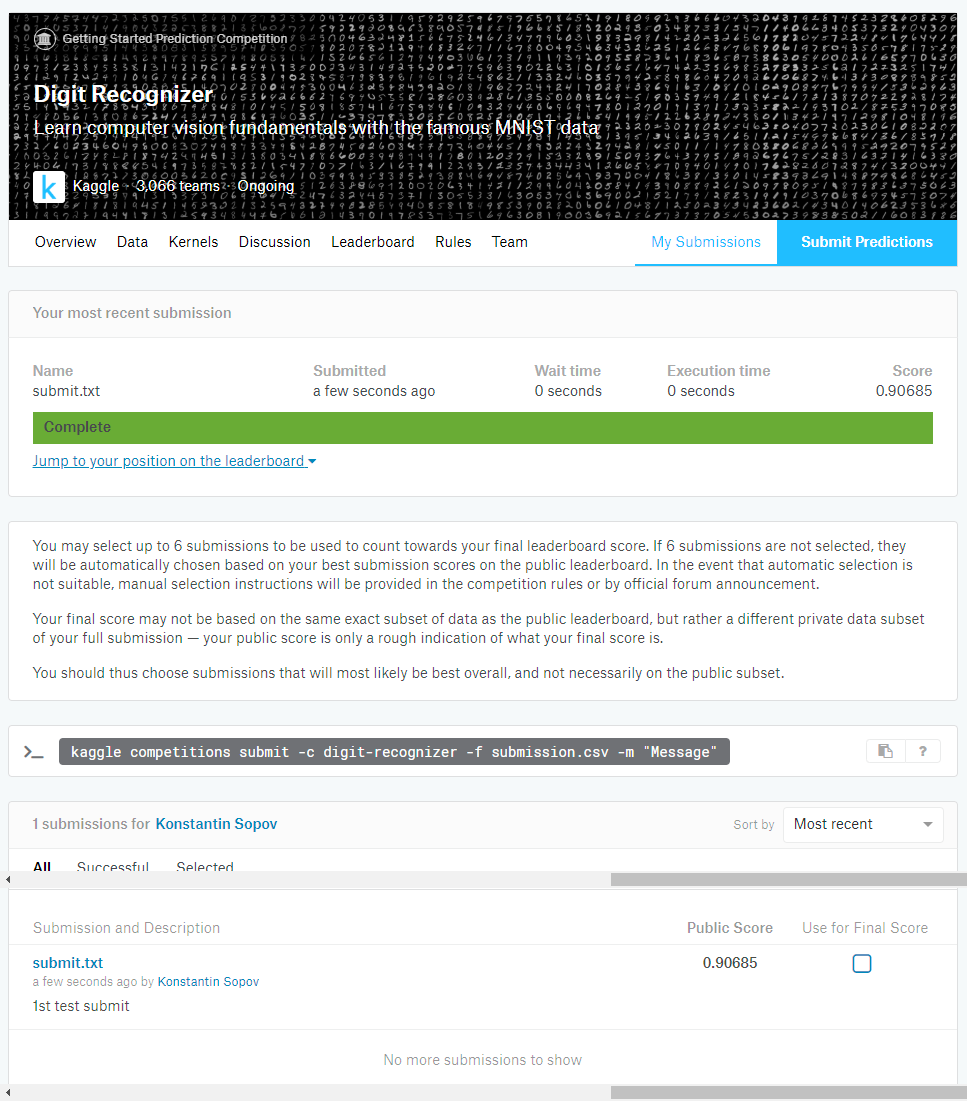 Getting Started Prediction Competition
Digit Recognizer
Learn computer vision fundamentals with the famous MNIST data
k
Kaggle · 3,066 teams · Ongoing
Overview Data Kernels Discussion Leaderboard Rules Team My Submissions Submit Predictions
Your most recent submission
Name Submitted Wait time Execution time Score
submit.txt a few seconds ago 0 seconds 0 seconds 0.90685
Complete
Jump to your position on the leaderboard
You may select up to 6 submissions to be used to count towards your final leaderboard score. If 6 submissions are not selected, they
will be automatically chosen based on your best submission scores on the public leaderboard. In the event that automatic selection is
not suitable, manual selection instructions will be provided in the competition rules or by official forum announcement.
Your final score may not be based on the same exact subset of data as the public leaderboard, but rather a different private data subset
of your full submission — your public score is only a rough indication of what your final score is.
You should thus choose submissions that will most likely be best overall, and not necessarily on the public subset.
>_ kaggle competitions submit -c digit-recognizer -f submission.csv -m "Message" ?
1 submissions for Konstantin Sopov Sort by Most recent
All Successful Selected
Submission and Description Public Score Use for Final Score
submit.txt 0.90685
a few seconds ago by Konstantin Sopov
1st test submit
No more submissions to show